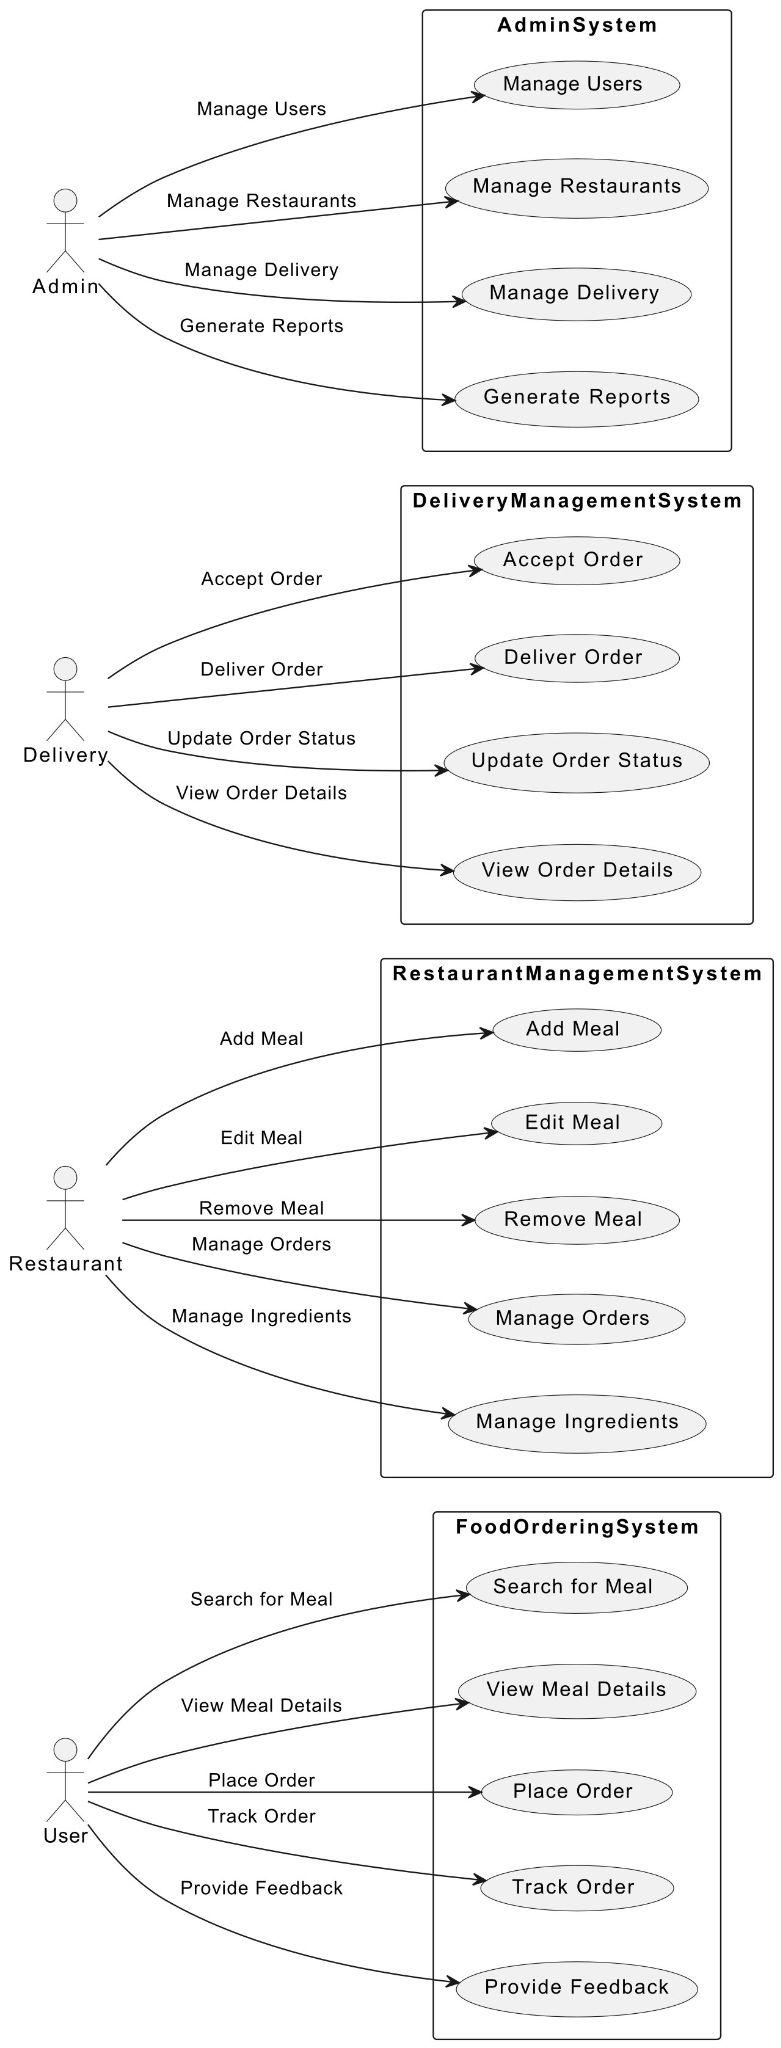 AdminSystem
Manage Users
Manage Users
Manage Restaurants
Manage Restaurants
Manage Delivery
Manage Delivery
Admin
Generate Reports
Generate Reports
DeliveryManagementSystem
Accept Order
Accept Order
Deliver Order
Deliver Order
Update Order Status
Update Order Status
Delivery
View Order Details
View Order Details
RestaurantManagementSystem
Add Meal
Add Meal
Edit Meal
Edit Meal
Remove Meal
Remove Meal
Manage Orders
Restaurant
Manage Orders
Manage Ingredients
Manage Ingredients
FoodOrderingSystem
Search for Meal
Search for Meal
View Meal Details
View Meal Details
Place Order
Place Order
Track Order
User
Track Order
Provide Feedback
Provide Feedback